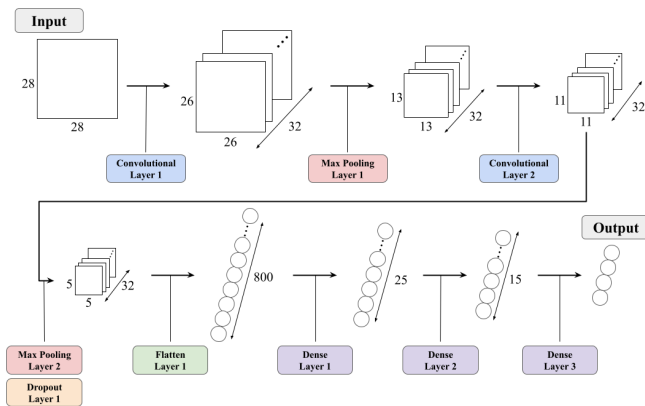 Input
28
28
Convolutional
Layer 1
26
26
32
Max Pooling
Layer 1
13
13
32
Convolutional
Layer 2
11
11
32
Output
5
5
32
Max Pooling
Layer 2
Dropout
Layer 1
Flatten
Layer 1
800
Dense
Layer 1
25
Dense
Layer 2
15
Dense
Layer 3